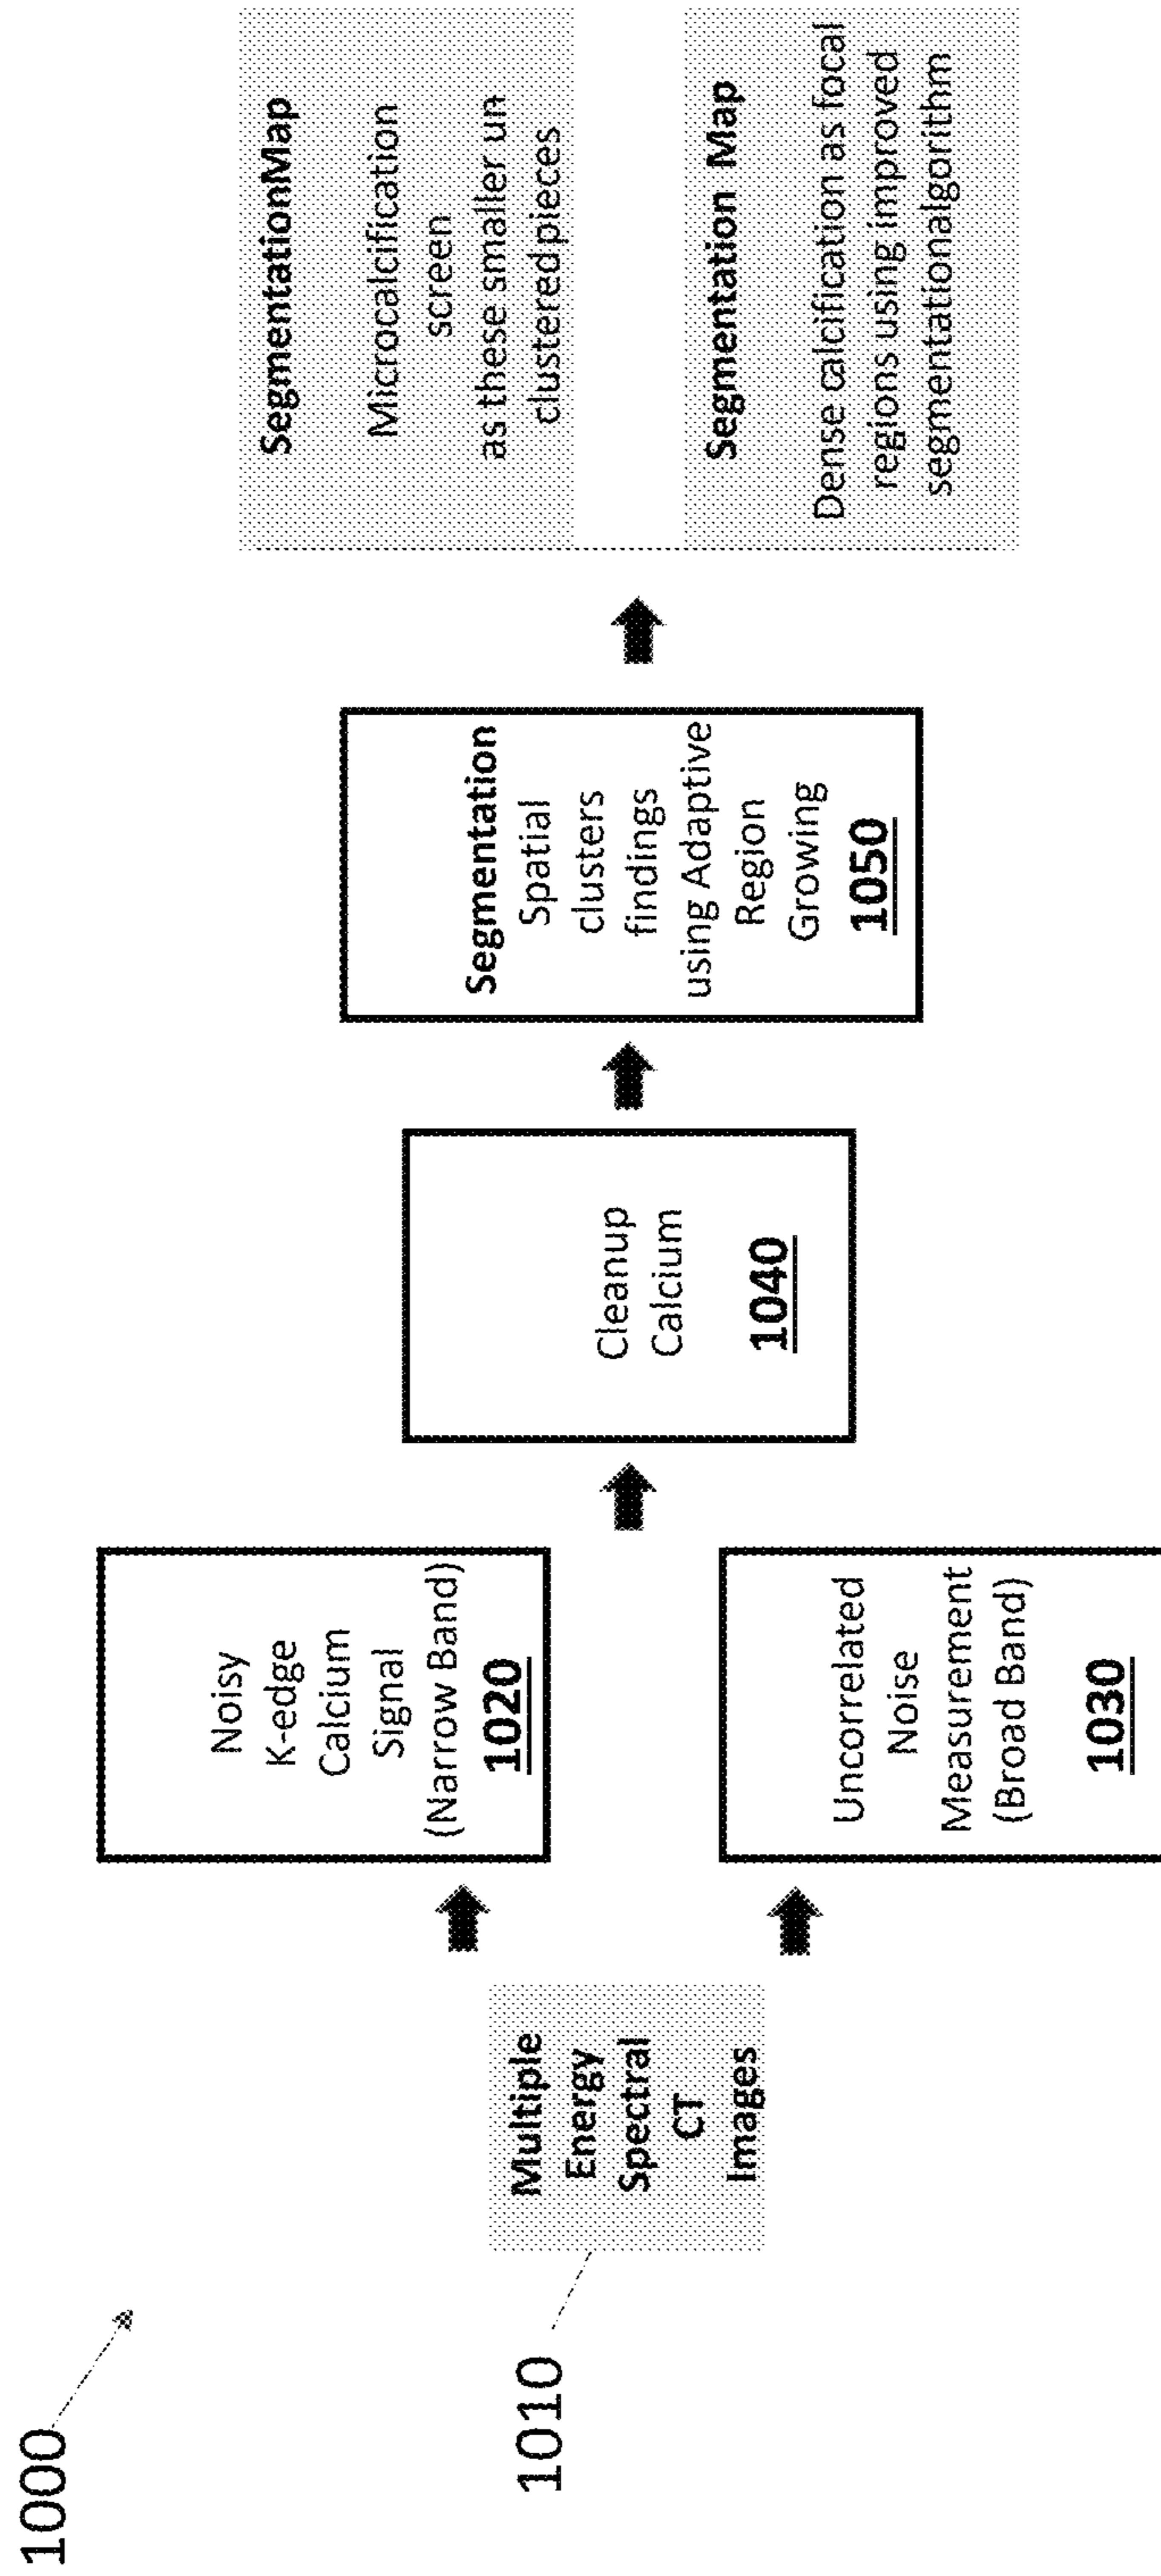 1000
1010
Multiple
Energy
Spectral
CT
Images
Noisy
K-edge
Calcium
Signal
(Narrow Band)
1020
Uncorrelated
Noise
Measurement
(Broad Band)
1030
Cleanup
Calcium
1040
Segmentation
Spatial
clusters
findings
using Adaptive
Region
Growing
1050
SegmentationMap
Microcalcification
screen
as these smaller un
clustered pieces
Segmentation Map
Dense calcification as focal
regions using improved
segmentationalgorithm